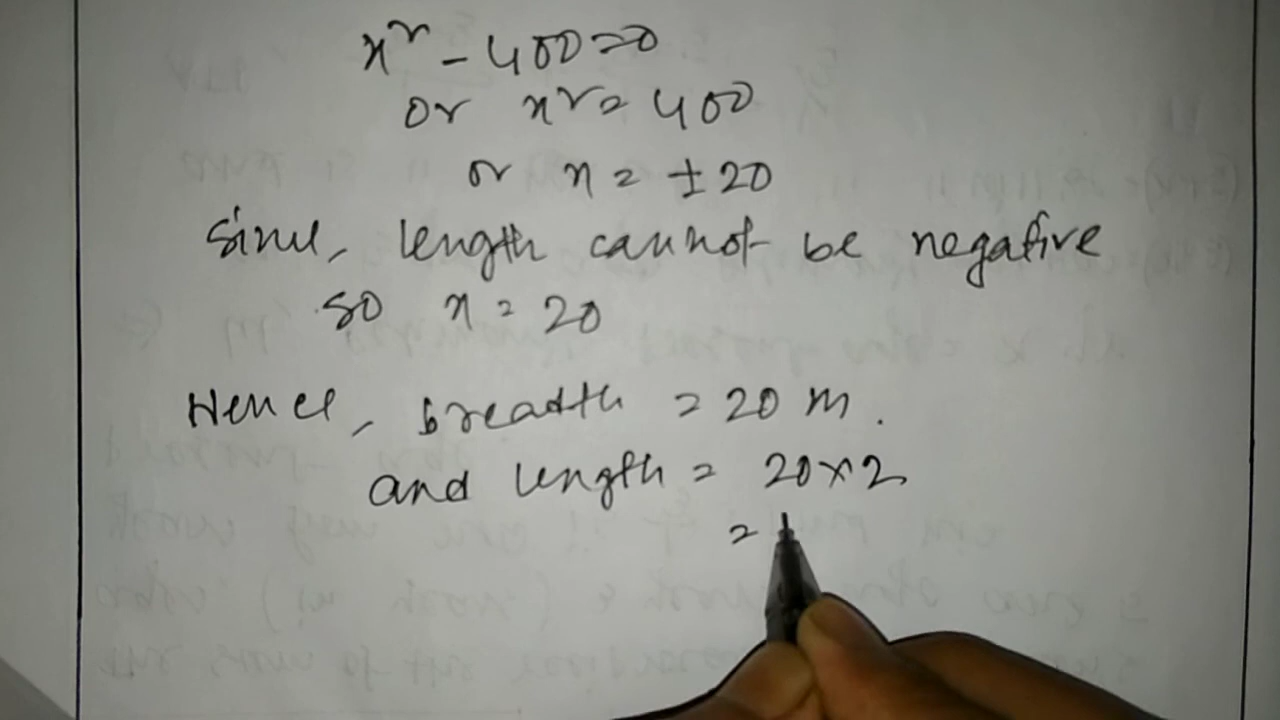 x² - 400 = 0
or x² = 400
or x = ± 20
Since, length cannot be negative
so x = 20
Hence, breadth = 20 m.
and length = 20 × 2
=